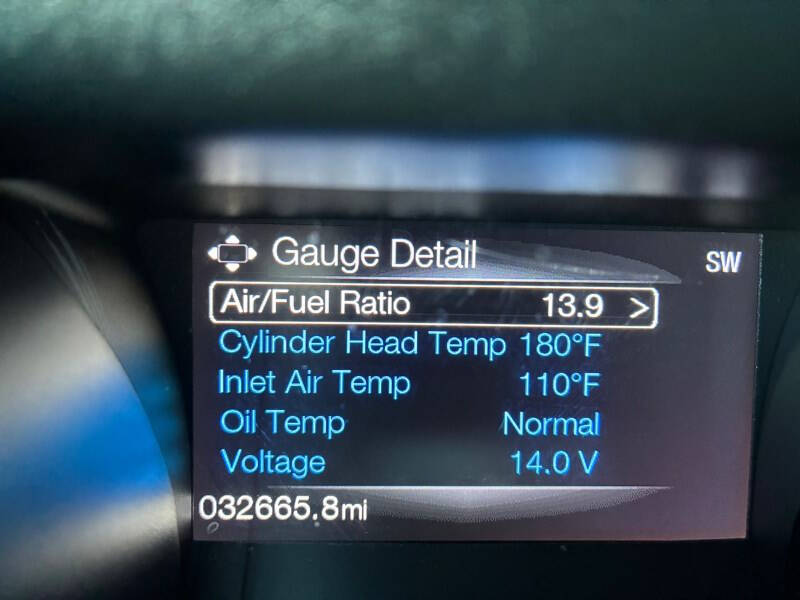 Gauge Detail
SW
Air/Fuel Ratio 13.9 >
Cylinder Head Temp 180°F
Inlet Air Temp 110°F
Oil Temp Normal
Voltage 14.0 V
032665.8mi